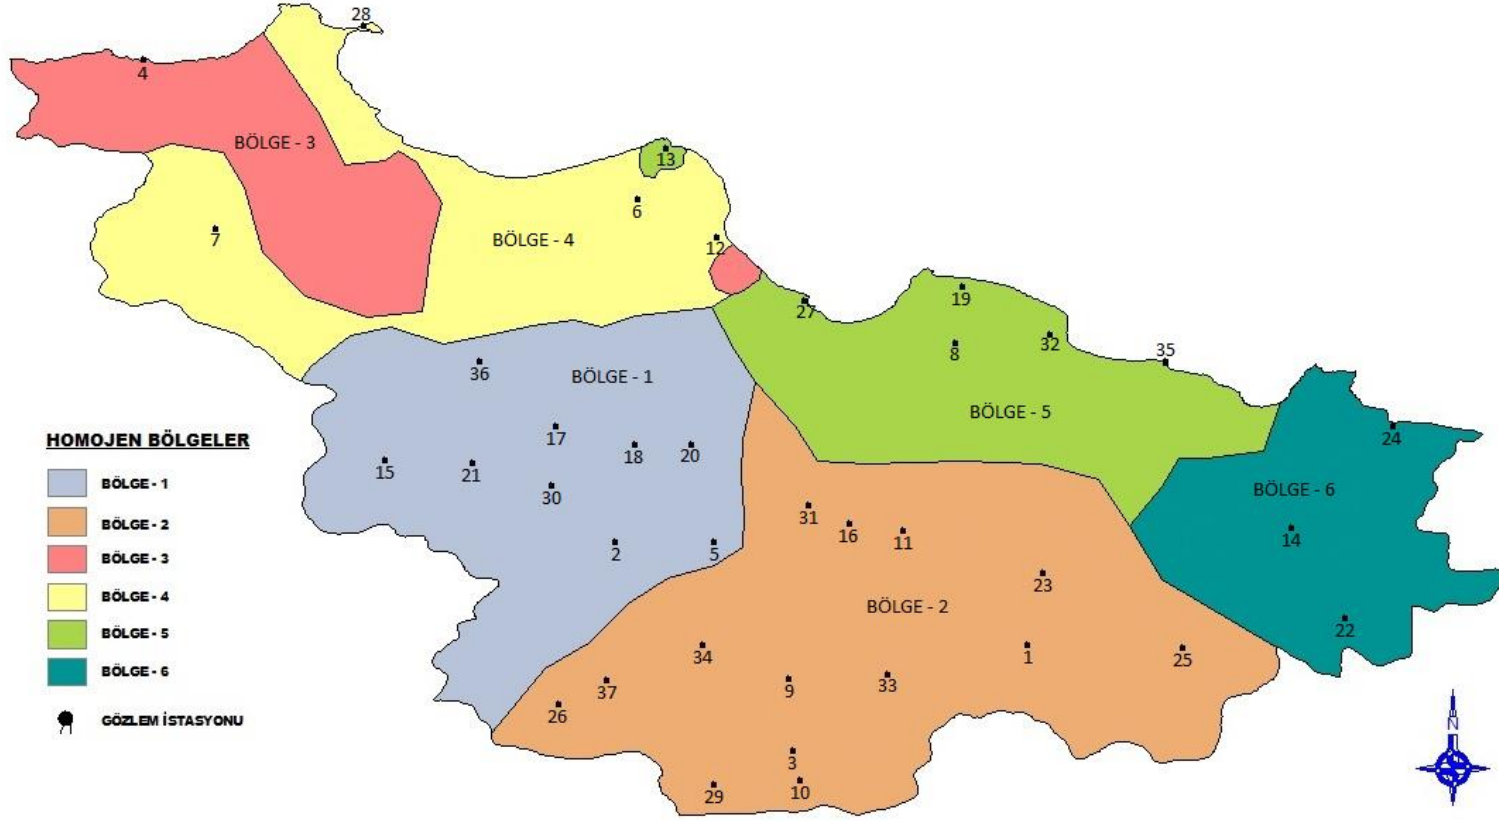 28
4
BÖLGE - 3
13
6
7
BÖLGE - 4
12
19
27
32
8
35
36
BÖLGE - 1
BÖLGE - 5
17
24
HOMOJEN BÖLGELER
18
20
15
21
BÖLGE - 1
30
BÖLGE - 6
31
BÖLGE - 2
16
11
14
2
5
BÖLGE - 3
23
BÖLGE - 4
BÖLGE - 2
22
BÖLGE - 5
34
1
25
BÖLGE - 6
9
33
37
26
GÖZLEM İSTASYONU
N
3
29
10